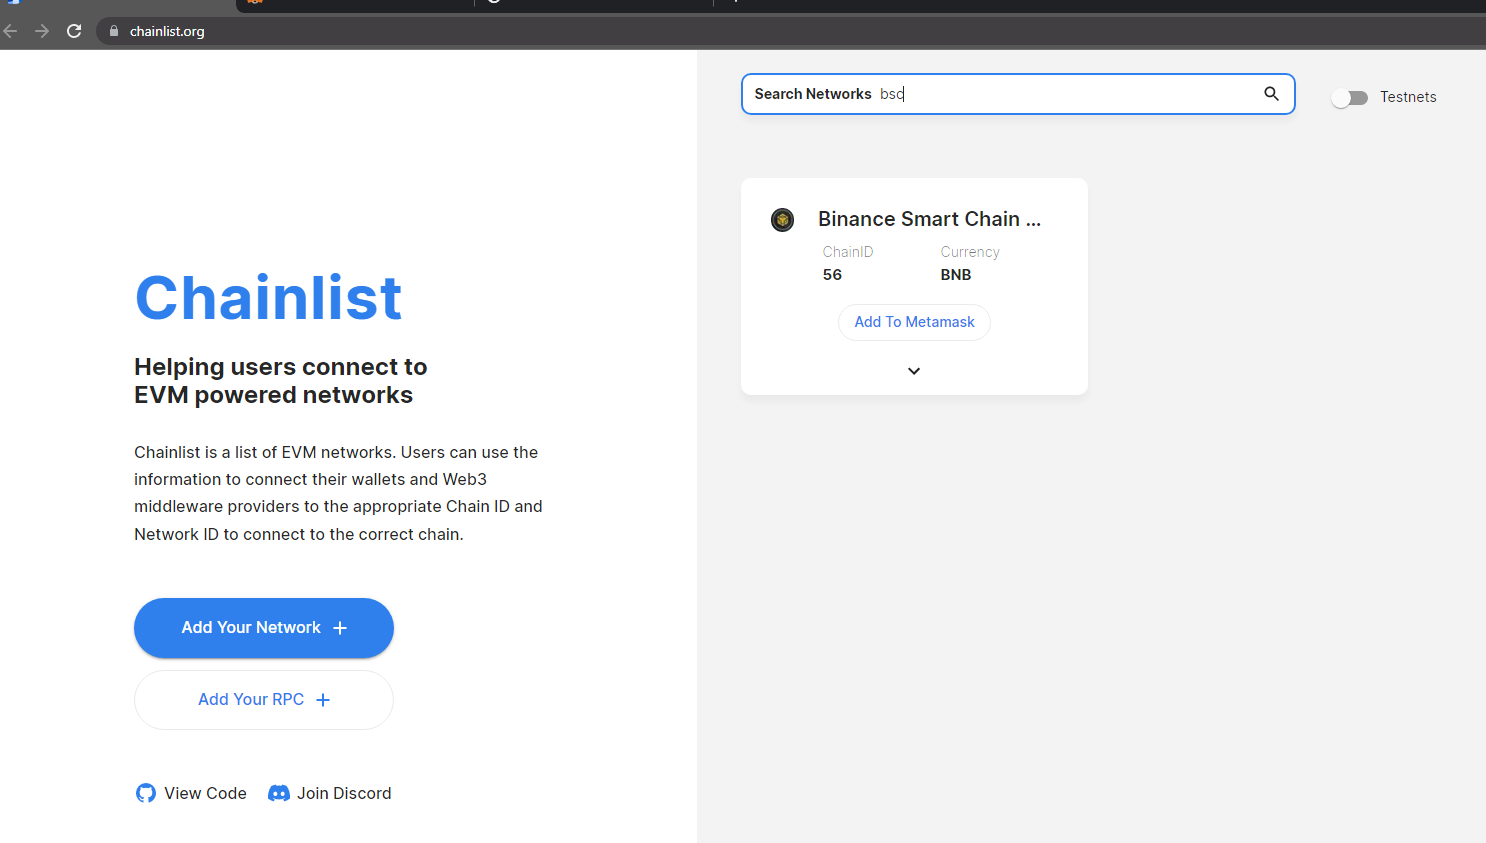 chainlist.org
Search Networks bsc
Testnets
Chainlist
Helping users connect to
EVM powered networks
Chainlist is a list of EVM networks. Users can use the
information to connect their wallets and Web3
middleware providers to the appropriate Chain ID and
Network ID to connect to the correct chain.
Add Your Network
Add Your RPC
View Code
Join Discord
Binance Smart Chain ...
ChainID
Currency
56
BNB
Add To Metamask